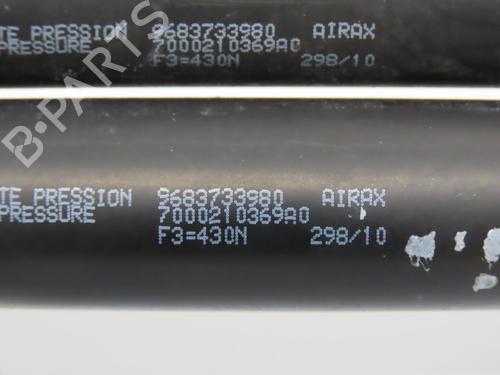 TE PRESSION 9683733980 AIRAX
PRESSURE 7000210369A0
F3=430N 298/10
TE PRESSION 9683733980 AIRAX
PRESSURE 7000210369A0
F3=430N 298/10
B-PARTS